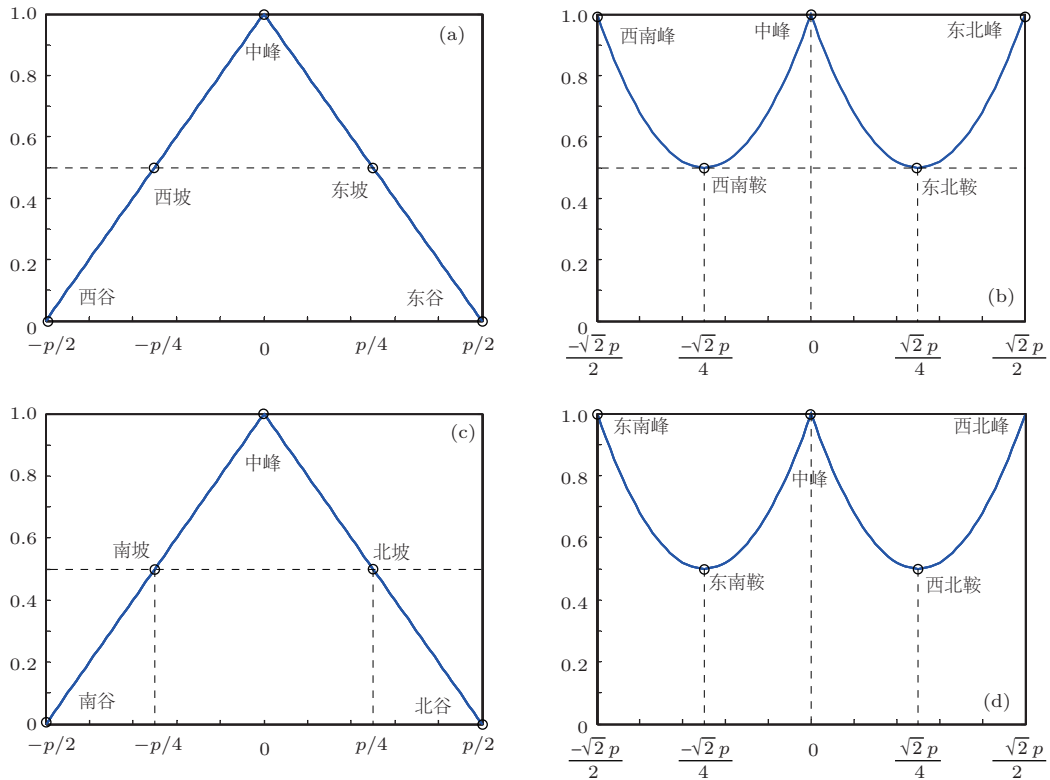 1.0
(a)
中峰
0.8
0.6
西坡
东坡
0.4
0.2
西谷
东谷
0
−p/2
−p/4
0
p/4
p/2
1.0
西南峰
中峰
东北峰
0.8
0.6
西南鞍
东北鞍
0.4
0.2
(b)
0
−√2 p/2
−√2 p/4
0
√2 p/4
√2 p/2
1.0
(c)
中峰
0.8
0.6
南坡
北坡
0.4
0.2
南谷
北谷
0
−p/2
−p/4
0
p/4
p/2
1.0
东南峰
西北峰
0.8
中峰
0.6
东南鞍
西北鞍
0.4
0.2
(d)
0
−√2 p/2
−√2 p/4
0
√2 p/4
√2 p/2